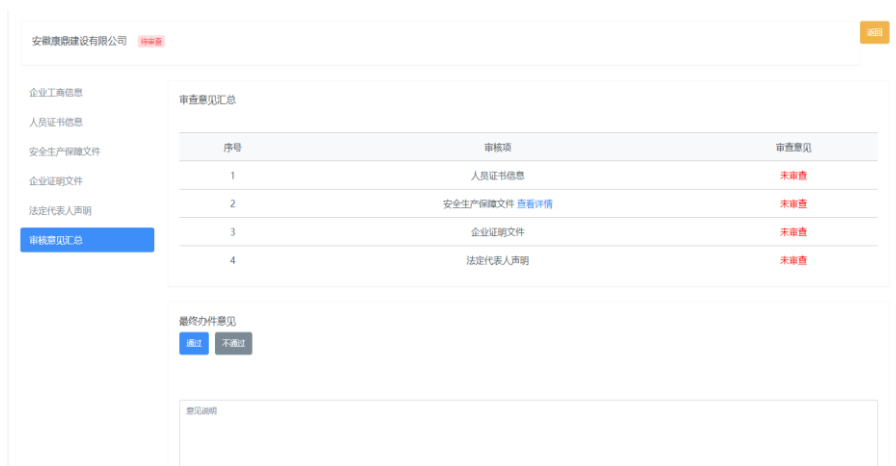 安徽康鼎建设有限公司 待审查 返回
企业工商信息
人员证书信息
安全生产保障文件
企业证明文件
法定代表人声明
审核意见汇总
审查意见汇总
序号 审核项 审查意见
1 人员证书信息 未审查
2 安全生产保障文件 查看详情 未审查
3 企业证明文件 未审查
4 法定代表人声明 未审查
最终办件意见
通过 不通过
意见说明